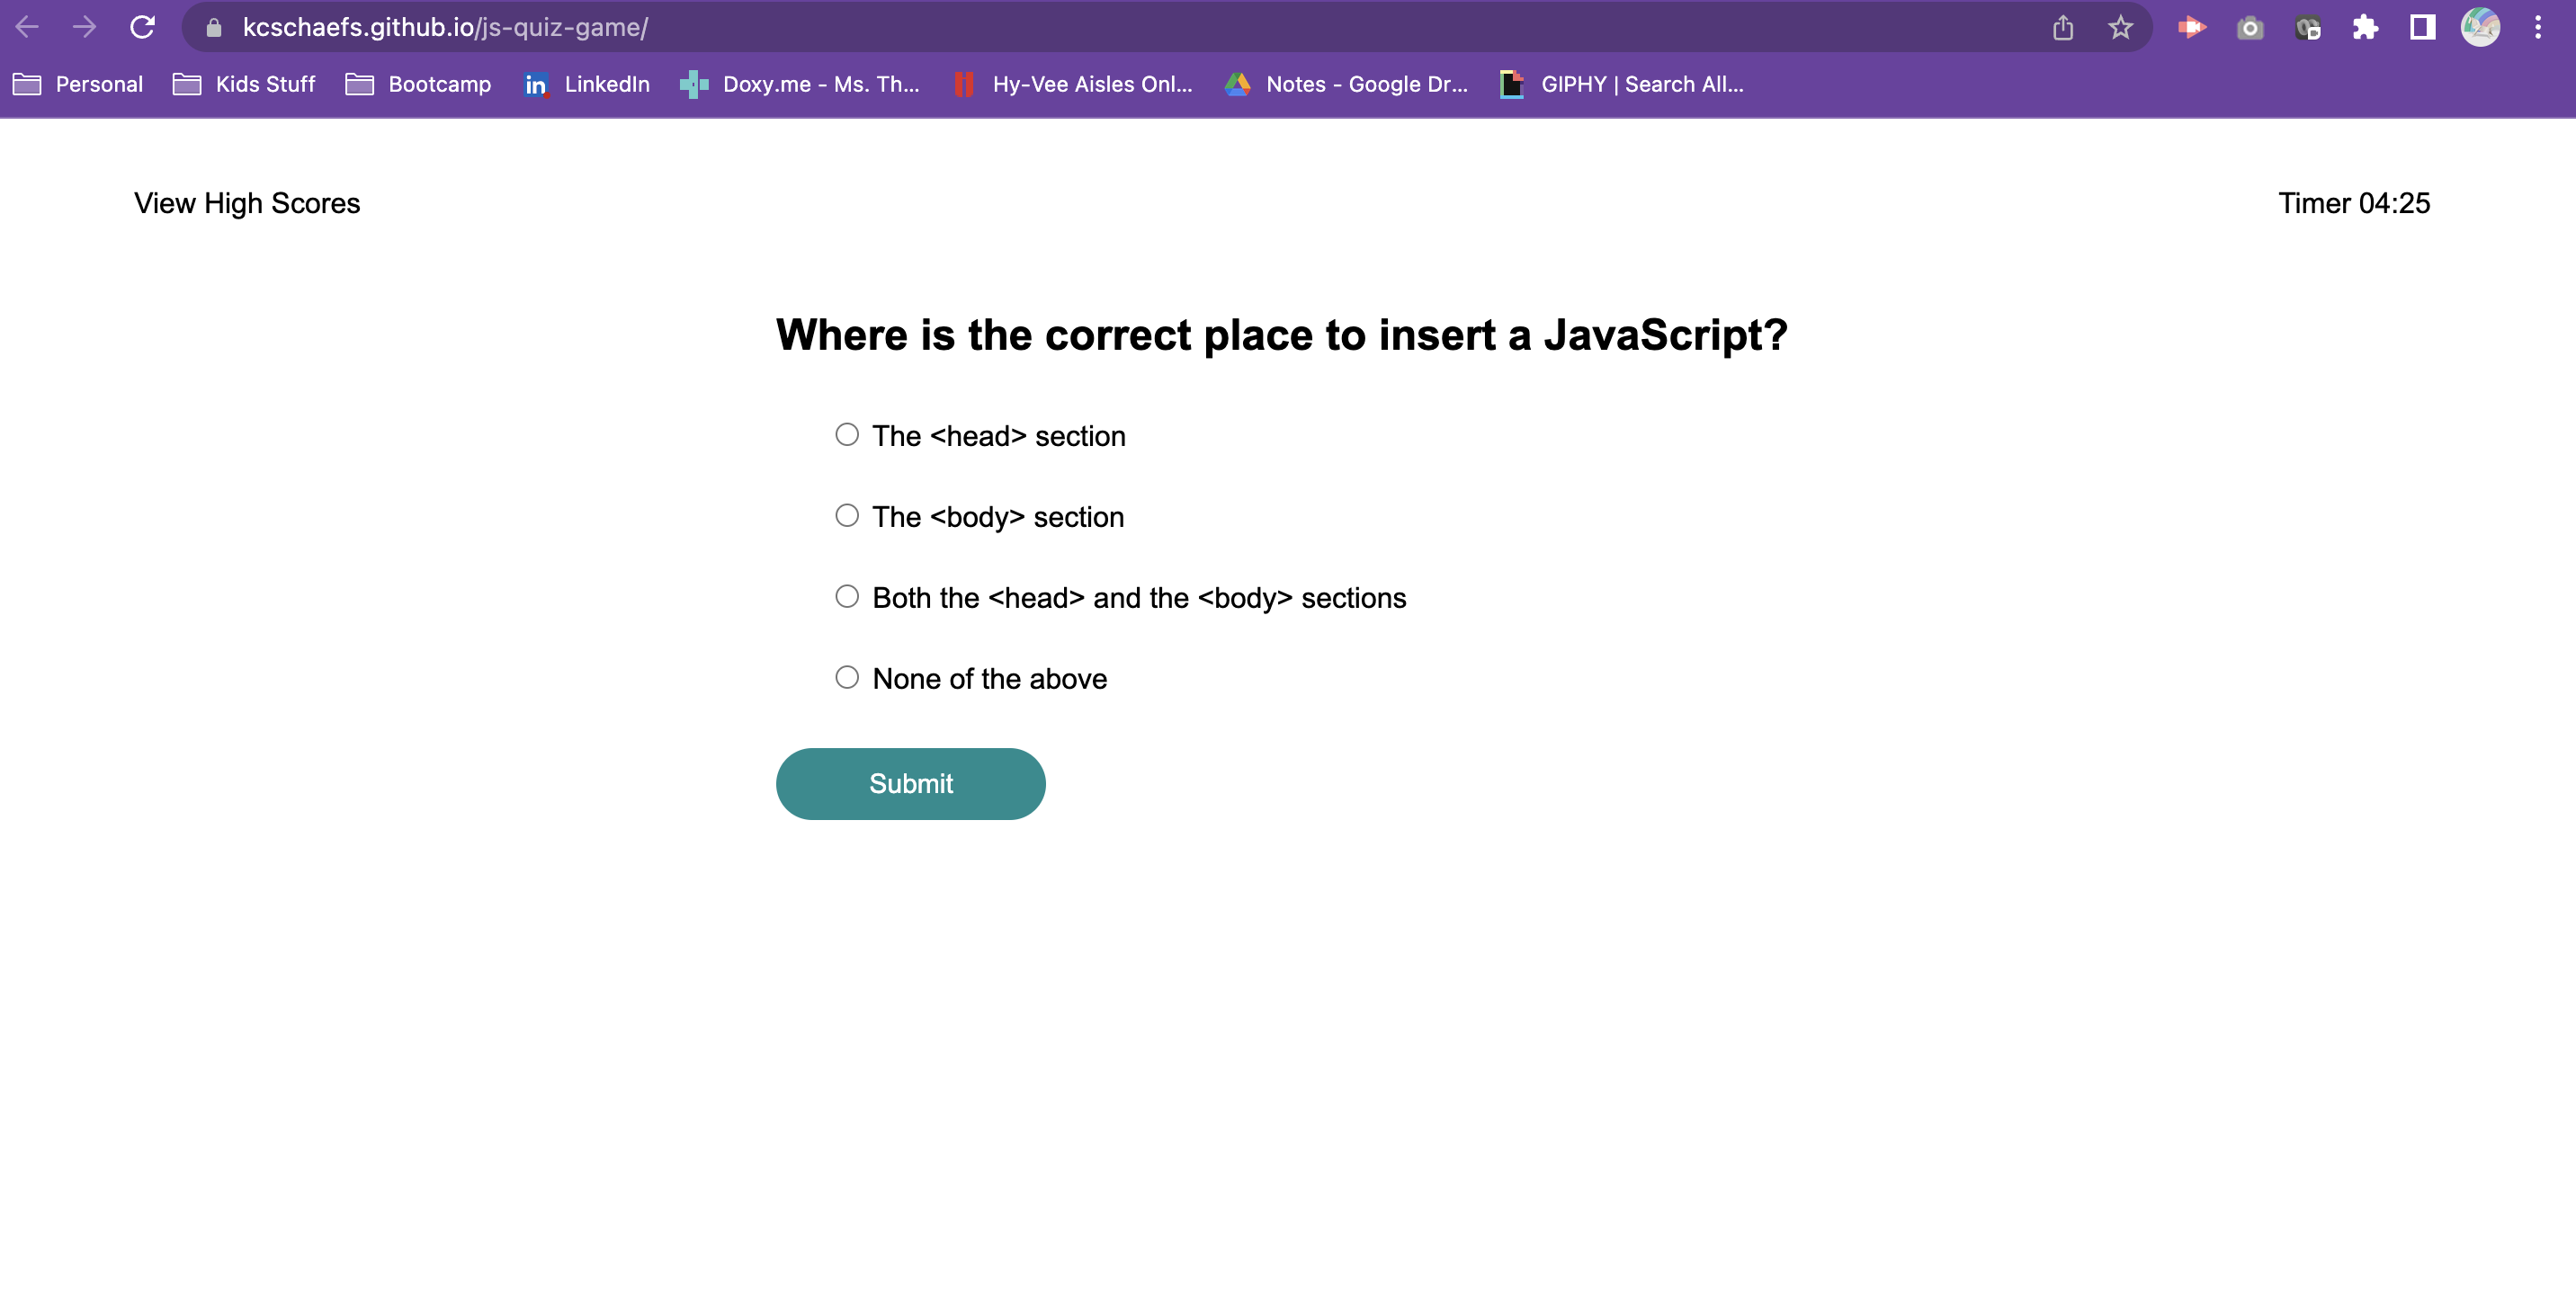 kcschaefs.github.io/js-quiz-game/
Personal Kids Stuff Bootcamp LinkedIn Doxy.me - Ms. Th... Hy-Vee Aisles Onl... Notes - Google Dr... GIPHY | Search All...
View High Scores Timer 04:25
Where is the correct place to insert a JavaScript?
The <head> section
The <body> section
Both the <head> and the <body> sections
None of the above
Submit